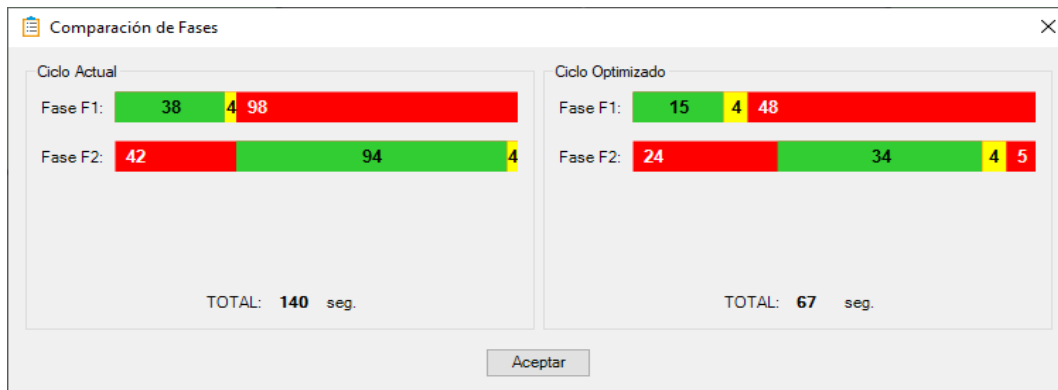 Comparación de Fases
Ciclo Actual
Fase F1: 38 4 98
Fase F2: 42 94 4
TOTAL: 140 seg.
Ciclo Optimizado
Fase F1: 15 4 48
Fase F2: 24 34 4 5
TOTAL: 67 seg.
Aceptar